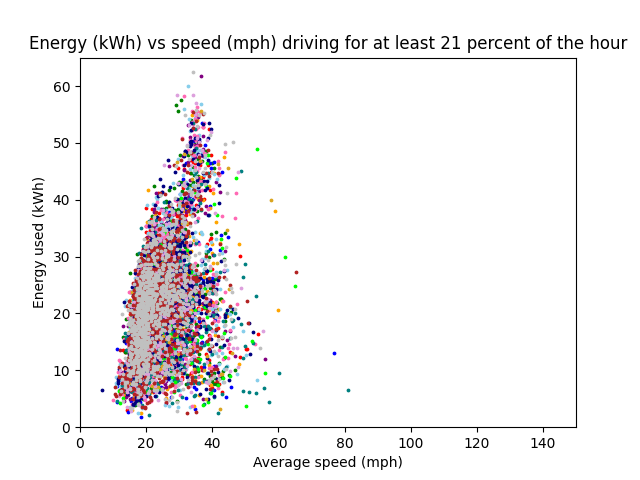 Energy (kWh) vs speed (mph) driving for at least 21 percent of the hour
60
50
40
30
20
10
0
Energy used (kWh)
0 20 40 60 80 100 120 140
Average speed (mph)